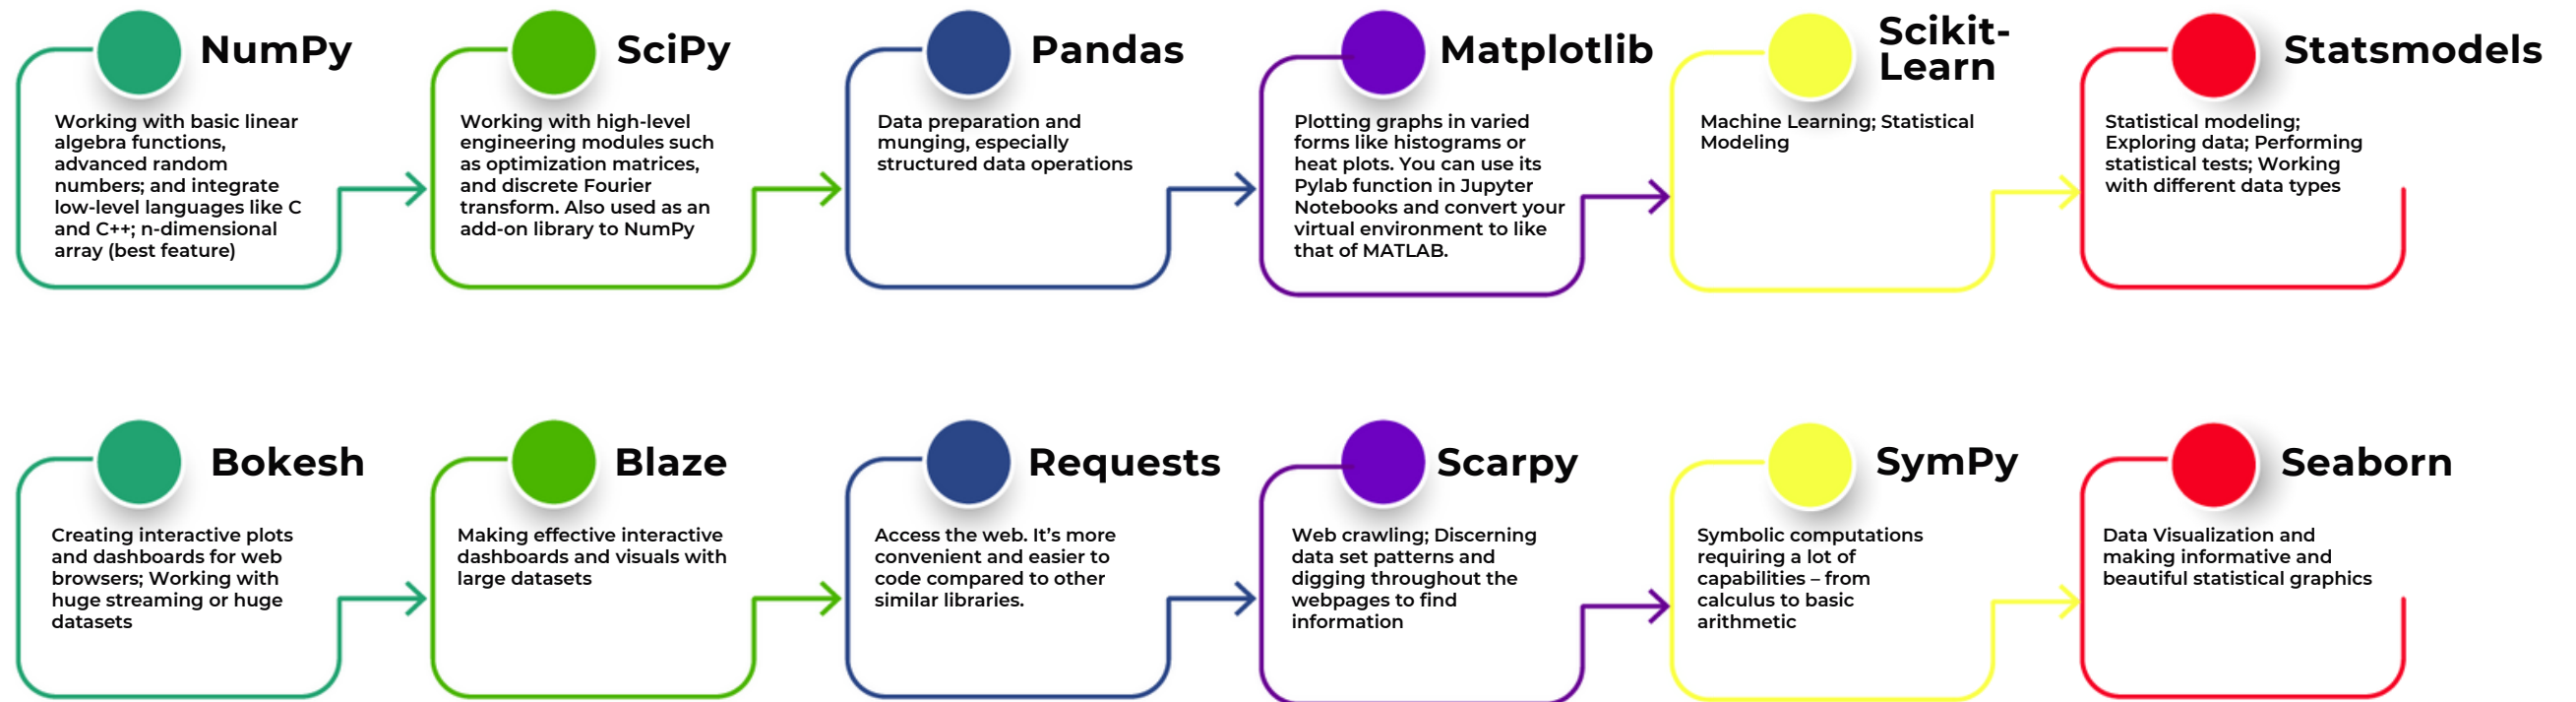 NumPy
Working with basic linear
algebra functions,
advanced random
numbers; and integrate
low-level languages like C
and C++; n-dimensional
array (best feature)
SciPy
Working with high-level
engineering modules such
as optimization matrices,
and discrete Fourier
transform. Also used as an
add-on library to NumPy
Pandas
Data preparation and
munging, especially
structured data operations
Matplotlib
Plotting graphs in varied
forms like histograms or
heat plots. You can use its
Pylab function in Jupyter
Notebooks and convert your
virtual environment to like
that of MATLAB.
Scikit-
Learn
Machine Learning; Statistical
Modeling
Statsmodels
Statistical modeling;
Exploring data; Performing
statistical tests; Working
with different data types
Bokesh
Creating interactive plots
and dashboards for web
browsers; Working with
huge streaming or huge
datasets
Blaze
Making effective interactive
dashboards and visuals with
large datasets
Requests
Access the web. It’s more
convenient and easier to
code compared to other
similar libraries.
Scarpy
Web crawling; Discerning
data set patterns and
digging throughout the
webpages to find
information
SymPy
Symbolic computations
requiring a lot of
capabilities – from
calculus to basic
arithmetic
Seaborn
Data Visualization and
making informative and
beautiful statistical graphics